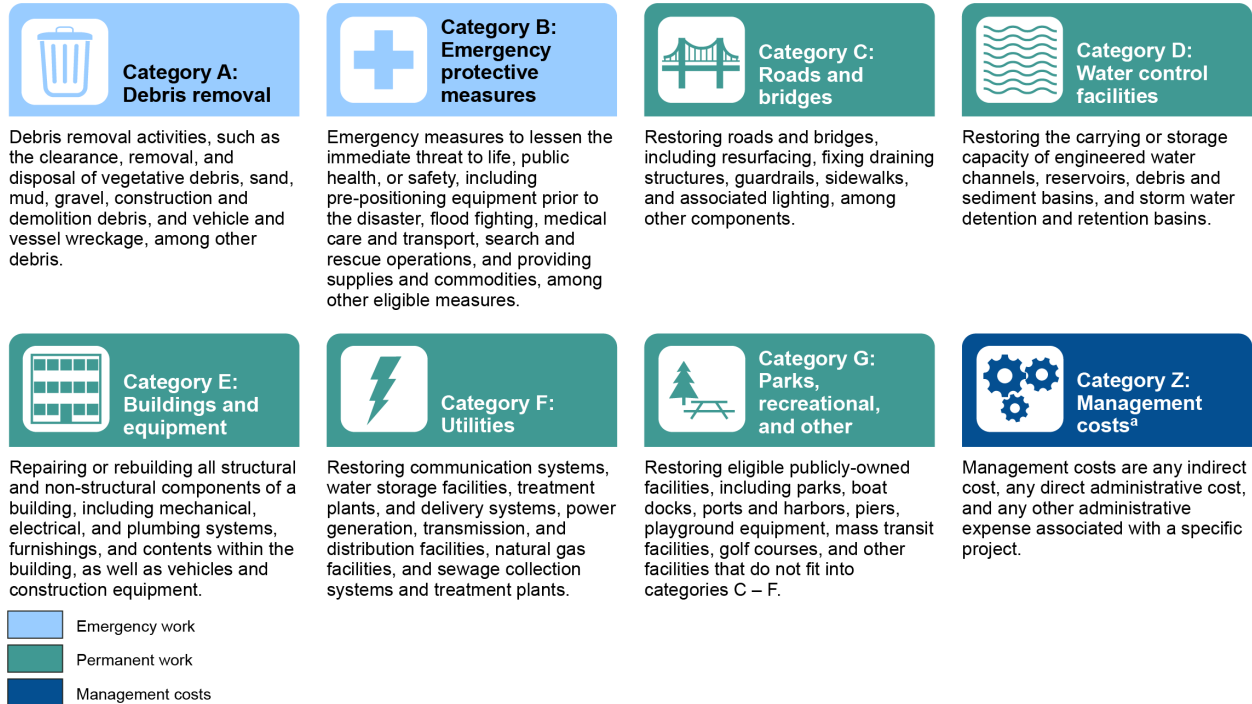 Category A:
Debris removal
Debris removal activities, such as
the clearance, removal, and
disposal of vegetative debris, sand,
mud, gravel, construction and
demolition debris, and vehicle and
vessel wreckage, among other
debris.
Category B:
Emergency
protective
measures
Emergency measures to lessen the
immediate threat to life, public
health, or safety, including
pre-positioning equipment prior to
the disaster, flood fighting, medical
care and transport, search and
rescue operations, and providing
supplies and commodities, among
other eligible measures.
Category C:
Roads and
bridges
Restoring roads and bridges,
including resurfacing, fixing draining
structures, guardrails, sidewalks,
and associated lighting, among
other components.
Category D:
Water control
facilities
Restoring the carrying or storage
capacity of engineered water
channels, reservoirs, debris and
sediment basins, and storm water
detention and retention basins.
Category E:
Buildings and
equipment
Repairing or rebuilding all structural
and non-structural components of a
building, including mechanical,
electrical, and plumbing systems,
furnishings, and contents within the
building, as well as vehicles and
construction equipment.
Category F:
Utilities
Restoring communication systems,
water storage facilities, treatment
plants, and delivery systems, power
generation, transmission, and
distribution facilities, natural gas
facilities, and sewage collection
systems and treatment plants.
Category G:
Parks,
recreational,
and other
Restoring eligible publicly-owned
facilities, including parks, boat
docks, ports and harbors, piers,
playground equipment, mass transit
facilities, golf courses, and other
facilities that do not fit into
categories C – F.
Category Z:
Management
costsª
Management costs are any indirect
cost, any direct administrative cost,
and any other administrative
expense associated with a specific
project.
Emergency work
Permanent work
Management costs